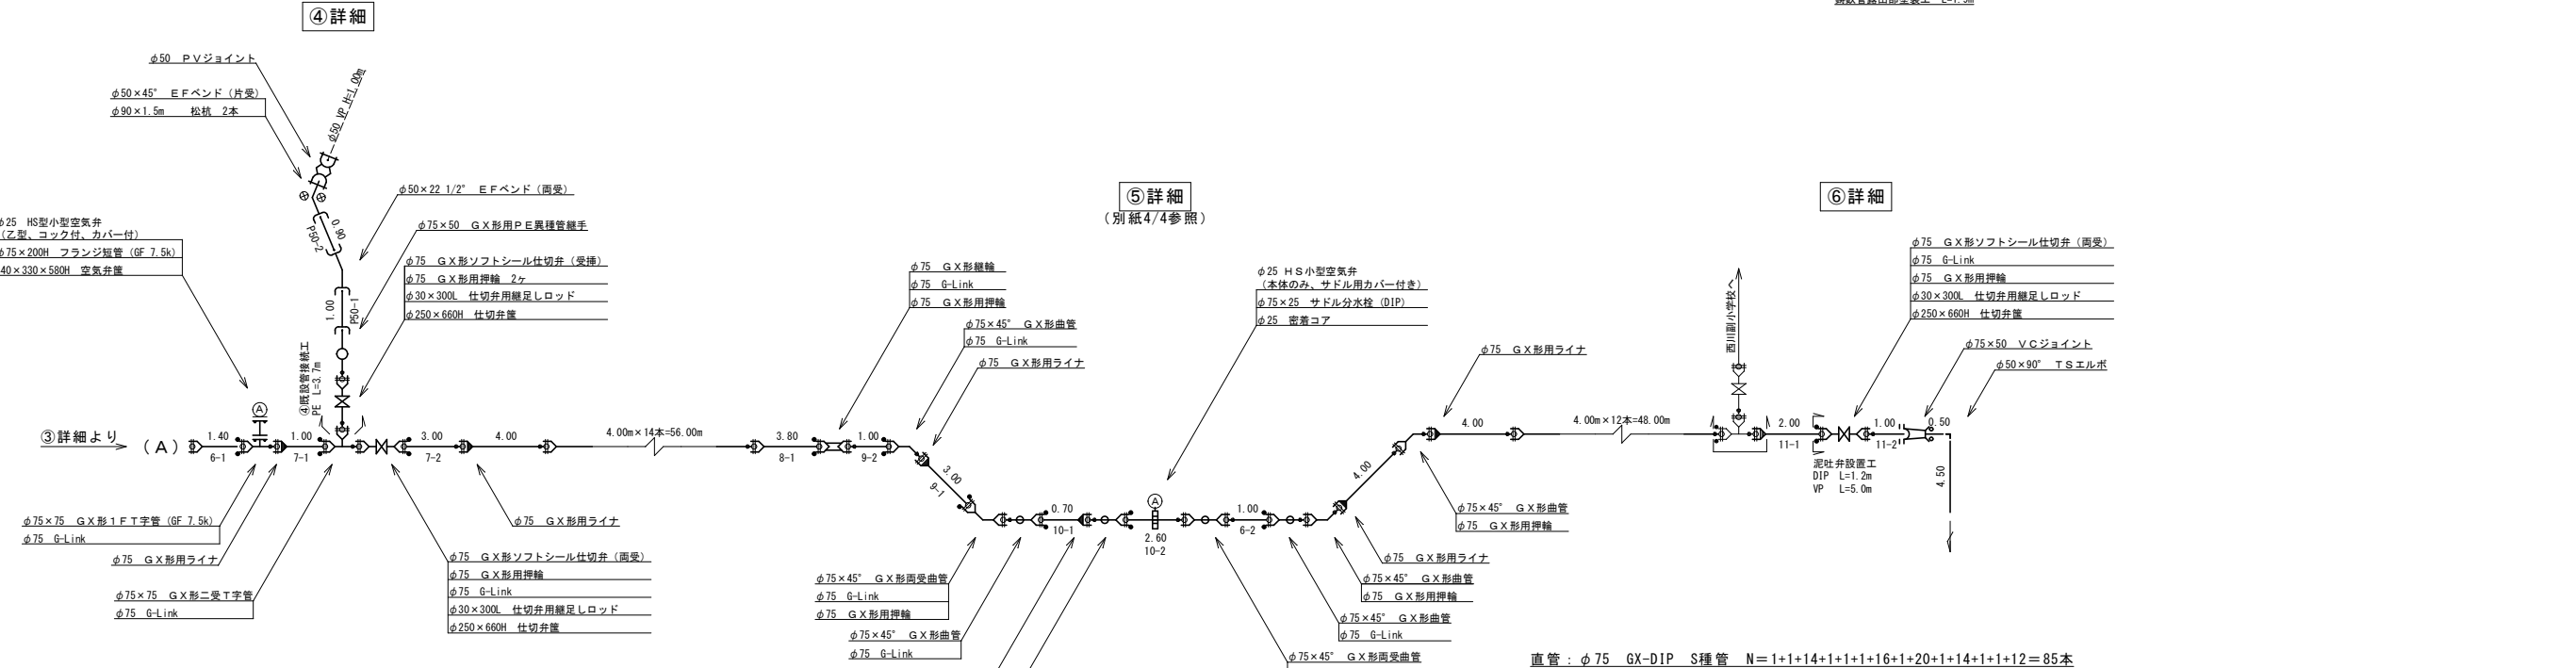 ④詳細
φ50 PVジョイント
φ50×45° EFベンド（片受）
φ90×1.5m 松杭 2本
φ50 VP H=1.00m
φ25 HS型小型空気弁
（乙型、コック付、カバー付）
φ75×200H フランジ短管（GF 7.5k）
40×330×580H 空気弁筐
0.90
P50-2
φ50×22 1/2° EFベンド（両受）
φ75×50 GX形用PE異種管継手
φ75 GX形ソフトシール仕切弁（受挿）
φ75 GX形用押輪 2ヶ
φ30×300L 仕切弁用継足しロッド
φ250×660H 仕切弁筐
1.00
P50-1
④既設管接続工
PE L=3.7m
③詳細より
（A）
A
1.40
6-1
1.00
7-1
3.00
7-2
4.00
4.00m×14本=56.00m
3.80
8-1
1.00
9-2
φ75×75 GX形1FT字管（GF 7.5k）
φ75 G-Link
φ75 GX形用ライナ
φ75×75 GX形二受T字管
φ75 G-Link
φ75 GX形用ライナ
φ75 GX形ソフトシール仕切弁（両受）
φ75 GX形用押輪
φ75 G-Link
φ30×300L 仕切弁用継足しロッド
φ250×660H 仕切弁筐
⑤詳細
（別紙4/4参照）
φ75 GX形継輪
φ75 G-Link
φ75 GX形用押輪
φ75×45° GX形曲管
φ75 G-Link
φ75 GX形用ライナ
3.00
9-1
φ25 HS小型空気弁
（本体のみ、サドル用カバー付き）
φ75×25 サドル分水栓（DIP）
φ25 密着コア
0.70
10-1
A
2.60
10-2
1.00
6-2
4.00
φ75×45° GX形両受曲管
φ75 G-Link
φ75 GX形用押輪
φ75×45° GX形曲管
φ75 G-Link
φ75 GX形用ライナ
φ75×45° GX形曲管
φ75 GX形用押輪
φ75×45° GX形曲管
φ75 G-Link
φ75×45° GX形両受曲管
φ75 GX形用ライナ
4.00
4.00m×12本=48.00m
φ75×45° GX形曲管
φ75 GX形用押輪
⑥詳細
西川副小学校へ
φ75 GX形ソフトシール仕切弁（両受）
φ75 G-Link
φ75 GX形用押輪
φ30×300L 仕切弁用継足しロッド
φ250×660H 仕切弁筐
φ75×50 VCジョイント
φ50×90° TSエルボ
2.00
11-1
1.00
11-2
0.50
4.50
泥吐弁設置工
DIP L=1.2m
VP L=5.0m
直管：φ75 GX-DIP S種管 N=1+1+14+1+1+1+16+1+20+1+14+1+1+12＝85本